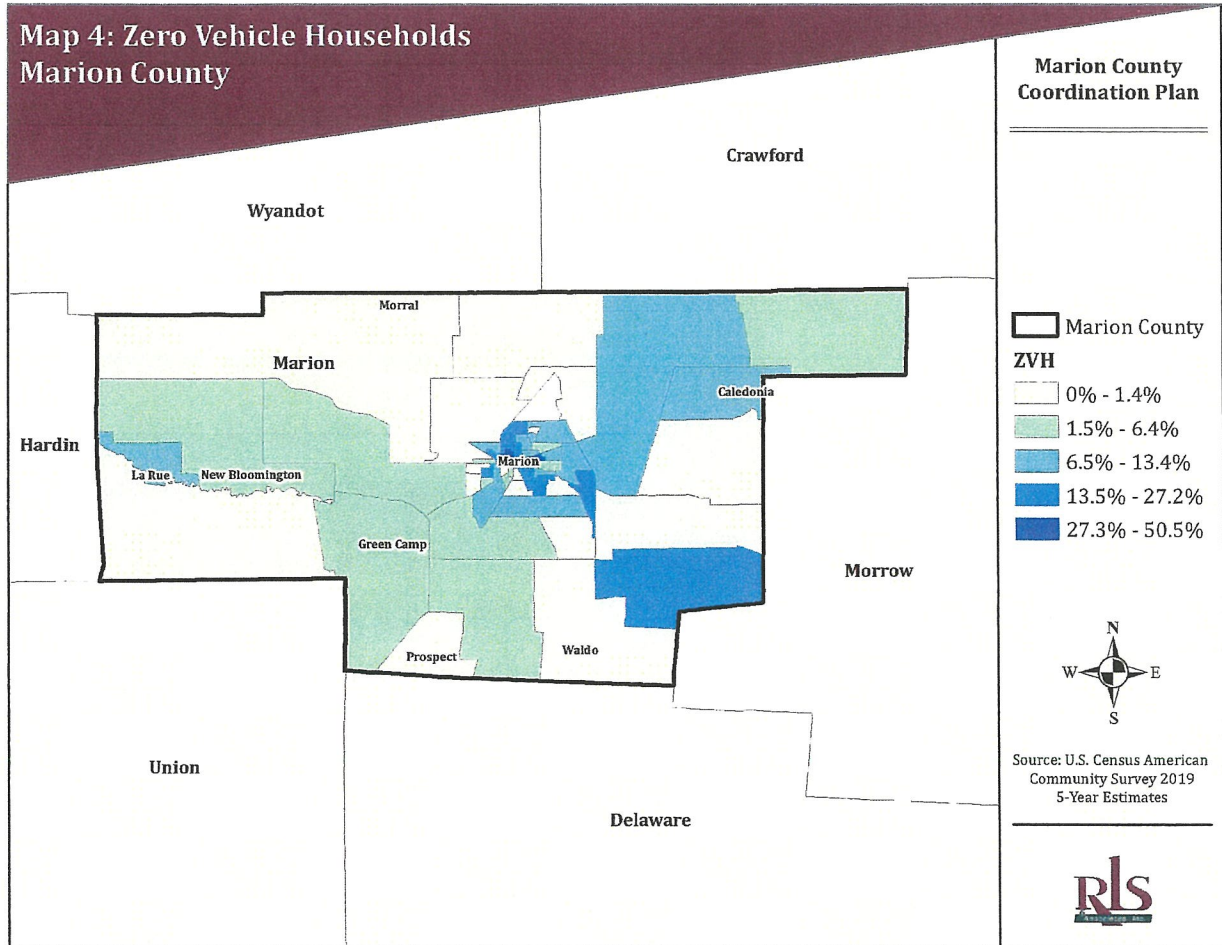 Map 4: Zero Vehicle Households
Marion County
Marion County
Coordination Plan
Crawford
Wyandot
Morral
Marion
Caledonia
Hardin
Marion
La Rue
New Bloomington
Green Camp
Morrow
Prospect
Waldo
Union
Delaware
Marion County
ZVH
0% - 1.4%
1.5% - 6.4%
6.5% - 13.4%
13.5% - 27.2%
27.3% - 50.5%
N
W
E
S
Source: U.S. Census American
Community Survey 2019
5-Year Estimates
RLS
& Associates, Inc.